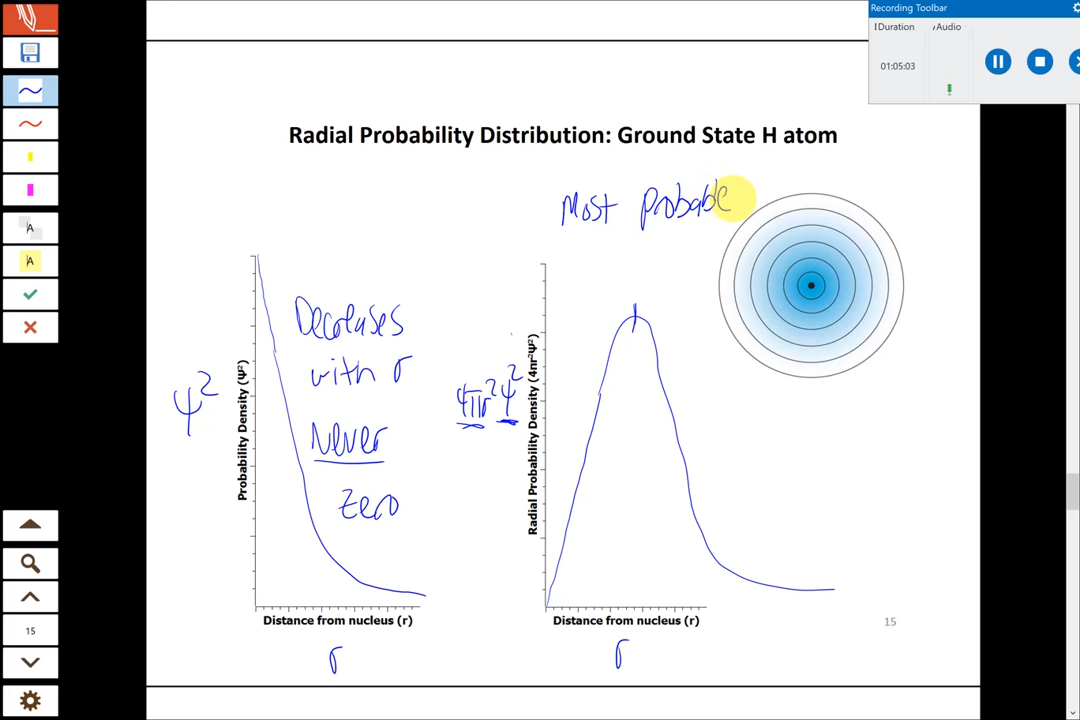 Recording Toolbar
Duration
Audio
01:05:03
Radial Probability Distribution: Ground State H atom
Most Probable
Decreases
with r
Never
Zero
Ψ²
Probability Density (Ψ²)
4πr²Ψ²
Radial Probability Density (4πr²Ψ²)
Distance from nucleus (r)
Distance from nucleus (r)
r
r
15
A
A
15